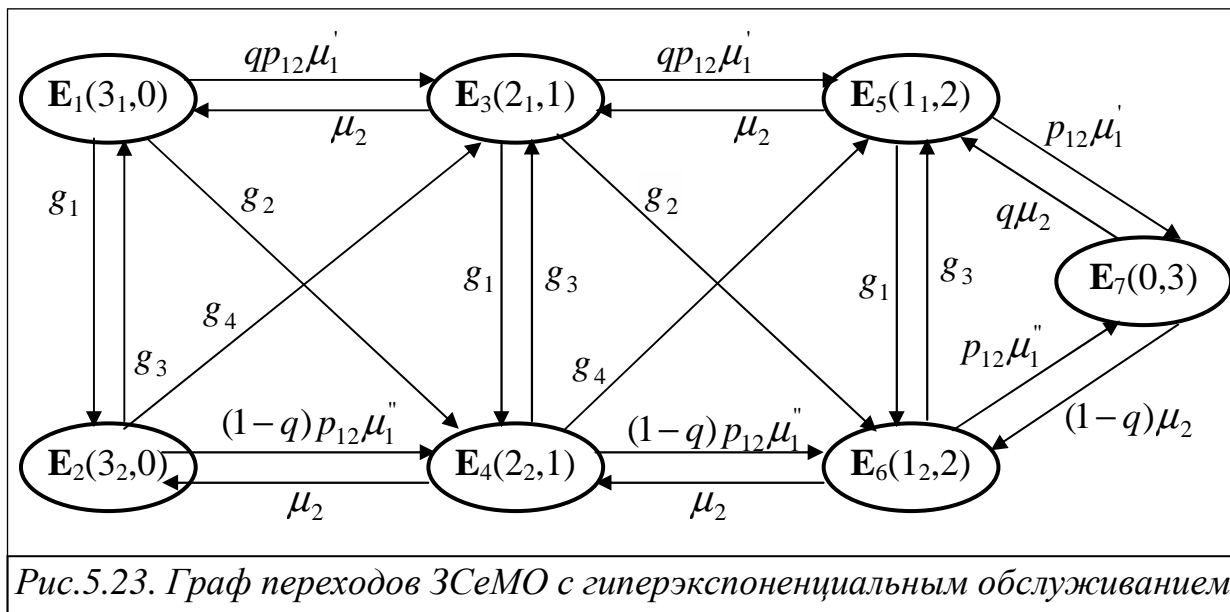 qp₁₂μ₁' qp₁₂μ₁'
E₁(3₁,0) E₃(2₁,1) E₅(1₁,2)
μ₂ μ₂ p₁₂μ₁'
g₁ g₂ g₂ qμ₂
g₁ g₃ g₁ g₃ E₇(0,3)
g₄
g₃ g₄ p₁₂μ₁''
(1−q)p₁₂μ₁'' (1−q)p₁₂μ₁'' (1−q)μ₂
E₂(3₂,0) E₄(2₂,1) E₆(1₂,2)
μ₂ μ₂
Рис.5.23. Граф переходов ЗСеМО с гиперэкспоненциальным обслуживанием